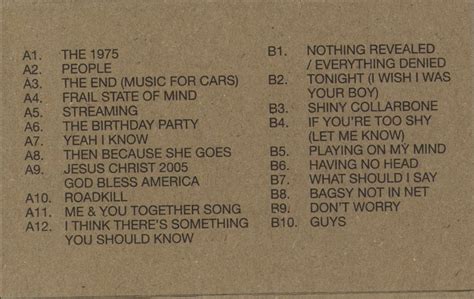 A1. THE 1975
A2. PEOPLE
A3. THE END (MUSIC FOR CARS)
A4. FRAIL STATE OF MIND
A5. STREAMING
A6. THE BIRTHDAY PARTY
A7. YEAH I KNOW
A8. THEN BECAUSE SHE GOES
A9. JESUS CHRIST 2005
GOD BLESS AMERICA
A10. ROADKILL
A11. ME & YOU TOGETHER SONG
A12. I THINK THERE'S SOMETHING
YOU SHOULD KNOW
B1. NOTHING REVEALED
/ EVERYTHING DENIED
B2. TONIGHT (I WISH I WAS
YOUR BOY)
B3. SHINY COLLARBONE
B4. IF YOU'RE TOO SHY
(LET ME KNOW)
B5. PLAYING ON MY MIND
B6. HAVING NO HEAD
B7. WHAT SHOULD I SAY
B8. BAGSY NOT IN NET
B9. DON'T WORRY
B10. GUYS